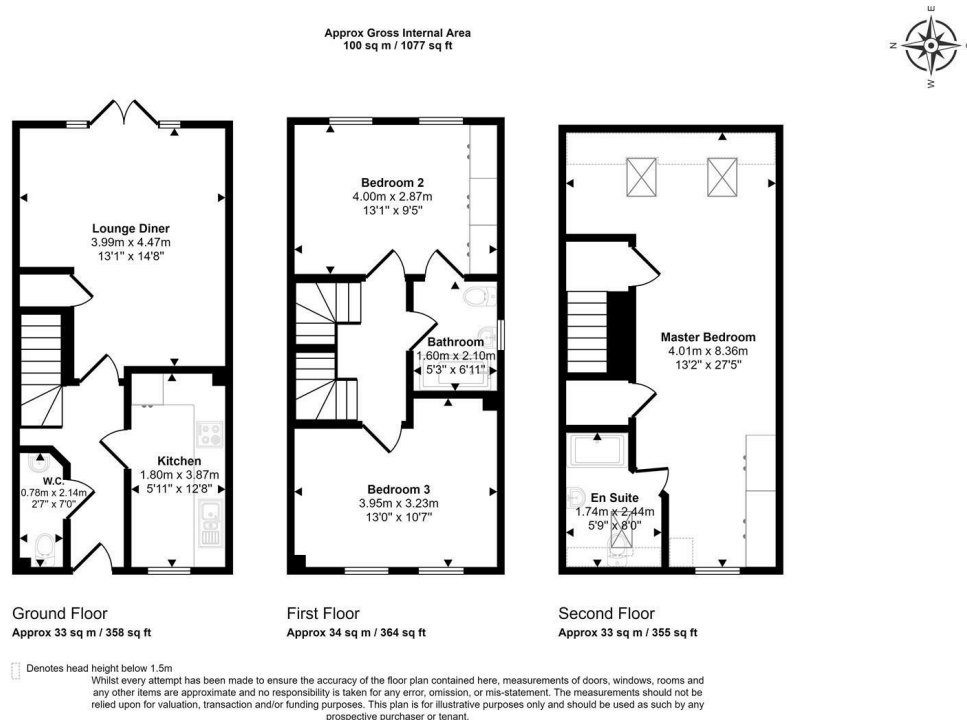 Approx Gross Internal Area
100 sq m / 1077 sq ft
E
N
W
Lounge Diner
3.99m x 4.47m
13'1" x 14'8"
Kitchen
1.80m x 3.87m
5'11" x 12'8"
W.C.
0.78m x 2.14m
2'7" x 7'0"
Bedroom 2
4.00m x 2.87m
13'1" x 9'5"
Bathroom
1.60m x 2.10m
5'3" x 6'11"
Bedroom 3
3.95m x 3.23m
13'0" x 10'7"
Master Bedroom
4.01m x 8.36m
13'2" x 27'5"
En Suite
1.74m x 2.44m
5'9" x 8'0"
Ground Floor
Approx 33 sq m / 358 sq ft
First Floor
Approx 34 sq m / 364 sq ft
Second Floor
Approx 33 sq m / 355 sq ft
Denotes head height below 1.5m
Whilst every attempt has been made to ensure the accuracy of the floor plan contained here, measurements of doors, windows, rooms and
any other items are approximate and no responsibility is taken for any error, omission, or mis-statement. The measurements should not be
relied upon for valuation, transaction and/or funding purposes. This plan is for illustrative purposes only and should be used as such by any
prospective purchaser or tenant.